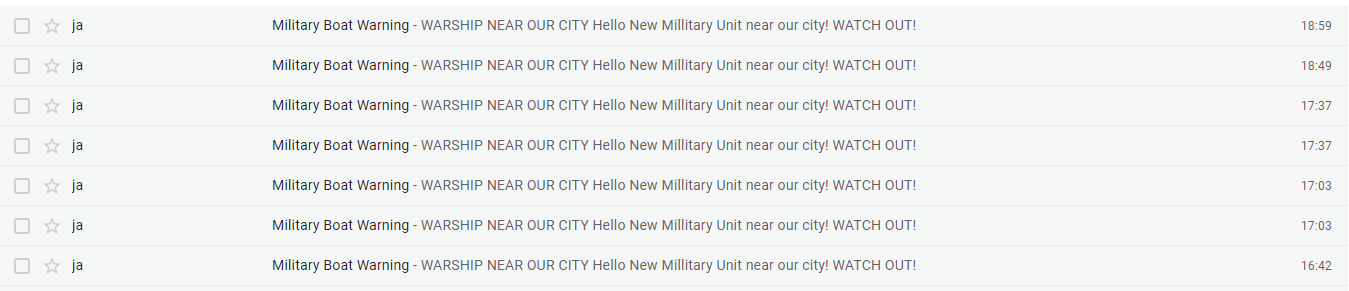 ja Military Boat Warning - WARSHIP NEAR OUR CITY Hello New Millitary Unit near our city! WATCH OUT! 18:59
ja Military Boat Warning - WARSHIP NEAR OUR CITY Hello New Millitary Unit near our city! WATCH OUT! 18:49
ja Military Boat Warning - WARSHIP NEAR OUR CITY Hello New Millitary Unit near our city! WATCH OUT! 17:37
ja Military Boat Warning - WARSHIP NEAR OUR CITY Hello New Millitary Unit near our city! WATCH OUT! 17:37
ja Military Boat Warning - WARSHIP NEAR OUR CITY Hello New Millitary Unit near our city! WATCH OUT! 17:03
ja Military Boat Warning - WARSHIP NEAR OUR CITY Hello New Millitary Unit near our city! WATCH OUT! 17:03
ja Military Boat Warning - WARSHIP NEAR OUR CITY Hello New Millitary Unit near our city! WATCH OUT! 16:42